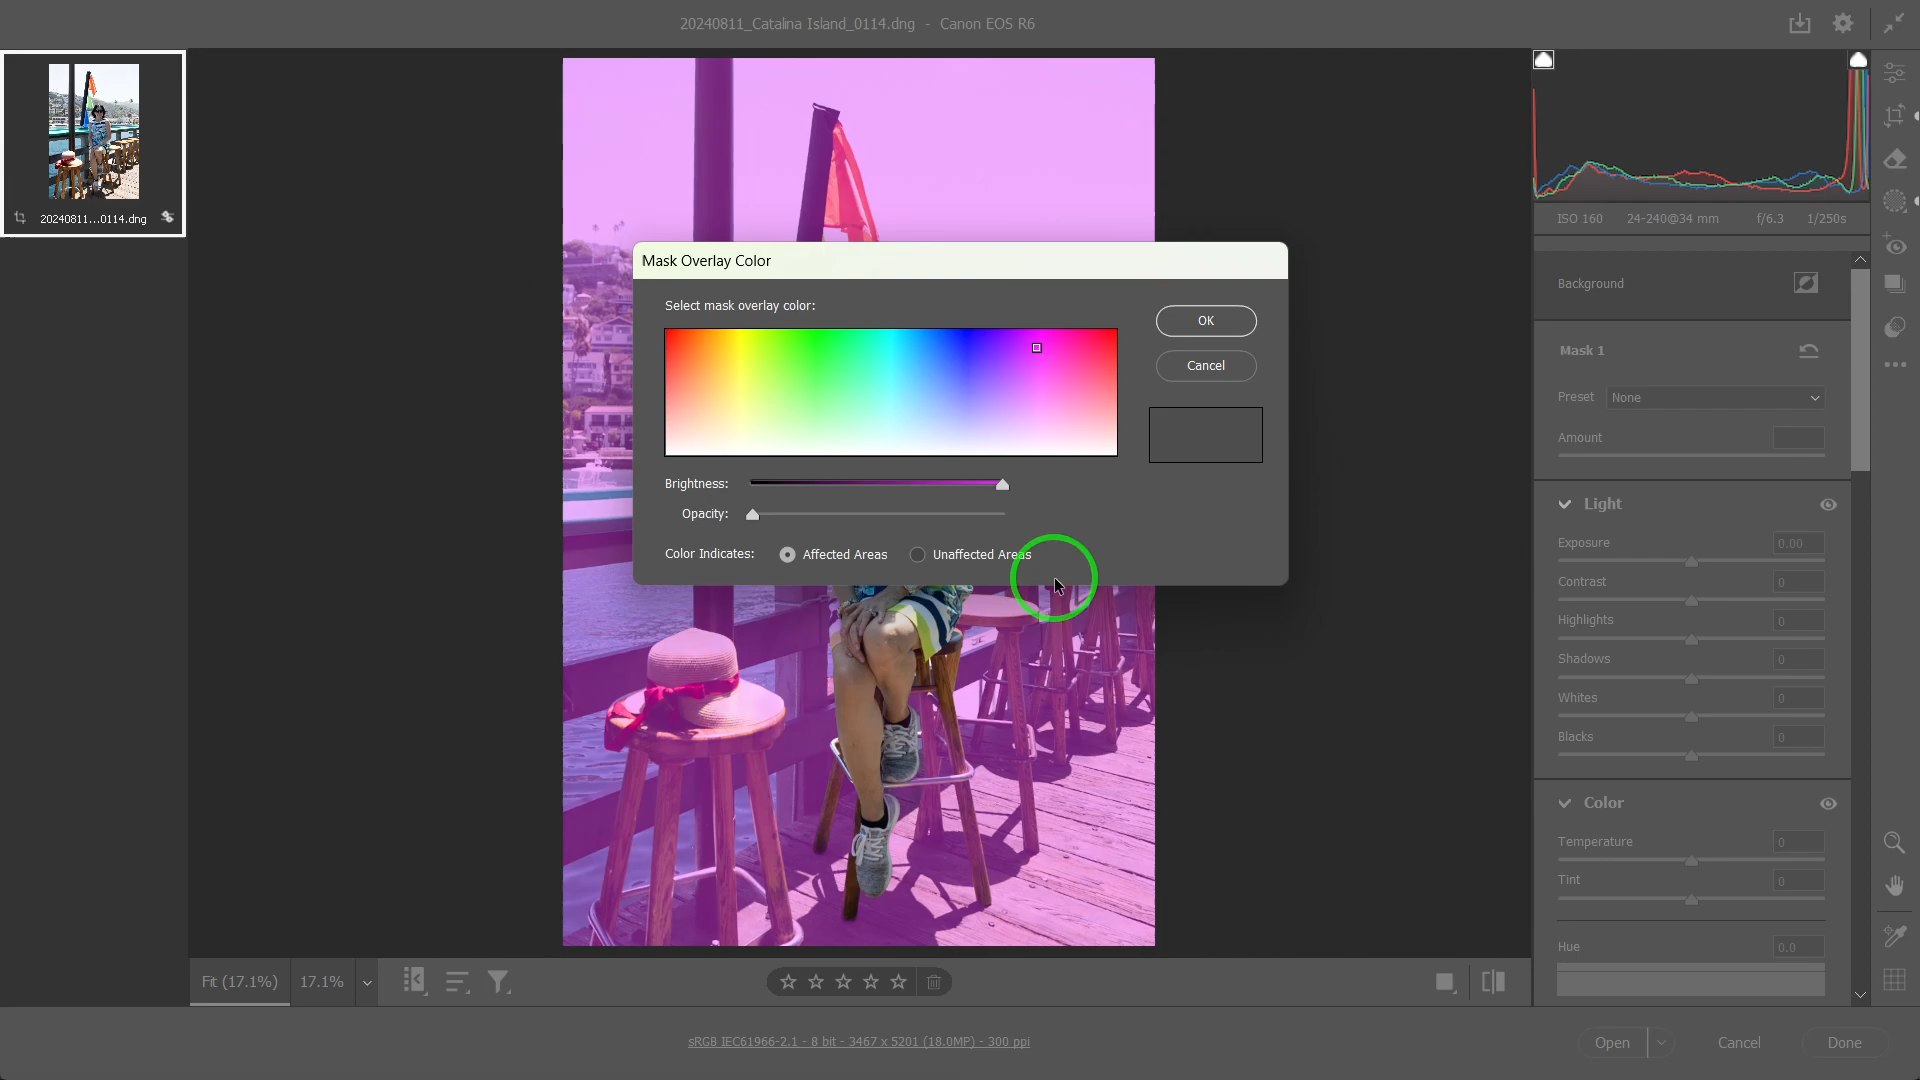 20240811_Catalina Island_0114.dng - Canon EOS R6
20240811...0114.dng
ISO 160 24-240@34 mm f/6.3 1/250s
Background
Mask 1
Preset None
Amount
Light
Exposure 0.00
Contrast 0
Highlights 0
Shadows 0
Whites 0
Blacks 0
Color
Temperature 0
Tint 0
Hue 0.0
Mask Overlay Color
Select mask overlay color:
OK
Cancel
Brightness:
Opacity:
Color Indicates: Affected Areas Unaffected Areas
Fit (17.1%) 17.1%
sRGB IEC61966-2.1 - 8 bit - 3467 x 5201 (18.0MP) - 300 ppi
Open Cancel Done